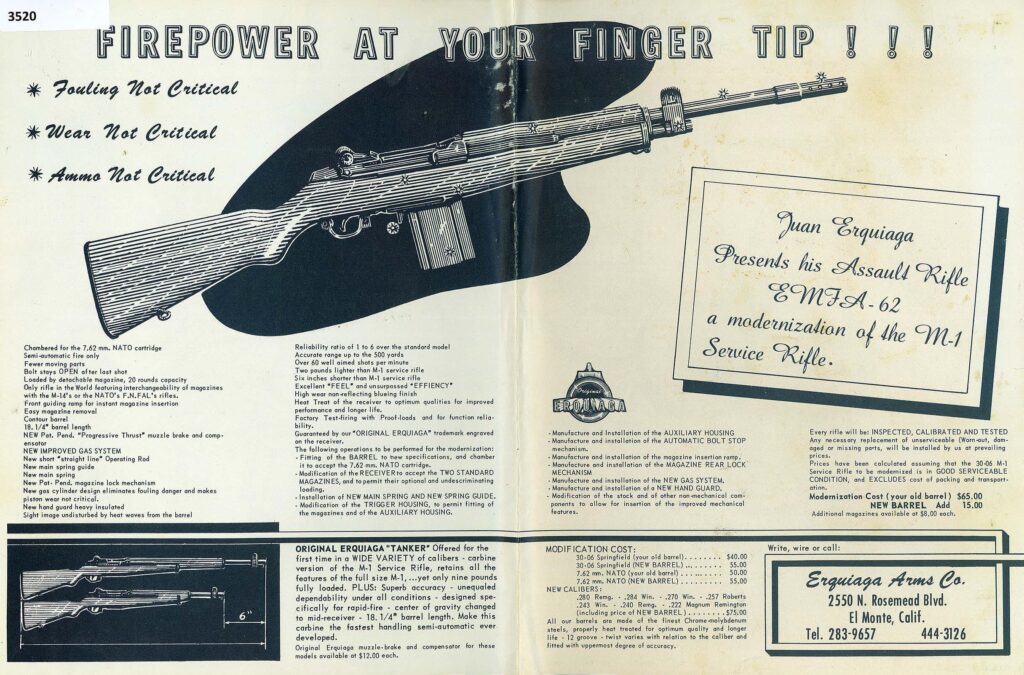 3520
FIREPOWER AT YOUR FINGER TIP ! ! !
Fouling Not Critical
Wear Not Critical
Ammo Not Critical
Juan Erquiaga
Presents his Assault Rifle
EMFA-62
a modernization of the M-1
Service Rifle.
Chambered for the 7,62 mm. NATO cartridge
Semi-automatic fire only
Fewer moving parts
Bolt stays OPEN after last shot
Loaded by detachable magazine, 20 rounds capacity
Only rifle in the World featuring interchangeability of magazines
with the M-14's or the NATO's F.N.FAL's rifles.
Front guiding ramp for instant magazine insertion
Easy magazine removal
Contour barrel
18. 1/4" barrel length
NEW Pat. Pend. "Progressive Thrust" muzzle brake and comp-
ensator
NEW IMPROVED GAS SYSTEM
New short "straight line" Operating Rod
New main spring guide
New main spring
New Pat- Pend. magazine lock mechanism
New gas cylinder design eliminates fouling danger and makes
piston wear not critical.
New hand guard heavy insulated
Sight image undisturbed by heat waves from the barrel
Reliability ratio of 1 to 6 over the standard model
Accurate range up to the 500 yards
Over 60 well aimed shots per minute
Two pounds lighter than M-1 service rifle
Six inches shorter than M-1 service rifle
Excellent "FEEL" and unsurpassed "EFFIENCY"
High wear non-reflecting blueing finish
Heat Treat of the receiver to optimum qualities for improved
performance and longer life.
Factory Test-firing with Proof-loads and for function relia-
bility.
Guaranteed by our "ORIGINAL ERQUIAGA" trademark engraved
on the receiver.
The following operations to be performed for the modernization:
- Fitting of the BARREL to new specifications, and chamber
it to accept the 7,62 mm. NATO cartridge.
- Modification of the RECEIVER to accept the TWO STANDARD
MAGAZINES, and to permit their optional and undiscriminating
loading.
- Installation of NEW MAIN SPRING AND NEW SPRING GUIDE.
- Modification of the TRIGGER HOUSING, to permit fitting of
the magazines and of the AUXILIARY HOUSING.
Original
ERQUIAGA
- Manufacture and Installation of the AUXILIARY HOUSING
- Manufacture and installation of the AUTOMATIC BOLT STOP
mechanism.
- Manufacture and installation of the magazine insertion ramp.
- Manufacture and installation of the MAGAZINE REAR LOCK
MECHANISM
- Manufacture and installation of the NEW GAS SYSTEM.
- Manufacture and installation of a NEW HAND GUARD.
- Modification of the stock and of other non-mechanical com-
ponents to allow for insertion of the improved mechanical
features.
Every rifle will be: INSPECTED, CALIBRATED AND TESTED
Any necessary replacement of unserviceable (Worn-out, dam-
aged or missing parts, will be installed by us at prevailing
prices.
Prices have been calculated assuming that the 30-06 M-1
Service Rifle to be modernized is in GOOD SERVICEABLE
CONDITION, and EXCLUDES cost of packing and transport-
ation.
Modernization Cost (your old barrel) $65.00
NEW BARREL Add 15.00
Additional magazines available at $8,00 each.
6"
ORIGINAL ERQUIAGA "TANKER" Offered for the
first time in a WIDE VARIETY of calibers - carbine
version of the M-1 Service Rifle, retains all the
features of the full size M-1, ...yet only nine pounds
fully loaded. PLUS: Superb accuracy - unequaled
dependability under all conditions - designed spe-
cifically for rapid-fire - center of gravity changed
to mid-receiver - 18. 1/4" barrel length. Make this
carbine the fastest handling semi-automatic ever
developed.
Original Erquiaga muzzle-brake and compensator for these
models available at $12.00 each.
MODIFICATION COST:
30-06 Springfield (your old barrel)........ $40.00
30-06 Springfield (NEW BARREL)........ 55.00
7.62 mm. NATO (your old barrel)........ 50.00
7.62 mm. NATO (NEW BARREL)........ 55,00
NEW CALIBERS:
.280 Remg. - .284 Win. - .270 Win. - .257 Roberts
.243 Win. - .240 Remg. - .222 Magnum Remington
(including price of NEW BARREL)........$75,00
All our barrels are made of the finest Chrome-molybdenum
steels, properly heat treated for optimum quality and longer
life - 12 groove - twist varies with relation to the caliber and
fitted with uppermost degree of accuracy.
Write, wire or call:
Erquiaga Arms Co.
2550 N. Rosemead Blvd.
El Monte, Calif.
Tel. 283-9657 444-3126